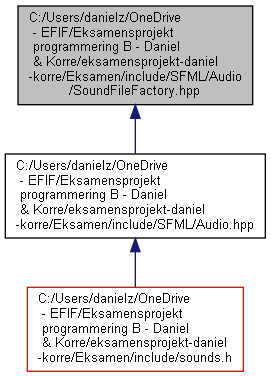 C:/Users/danielz/OneDrive
- EFIF/Eksamensprojekt
programmering B - Daniel
& Korre/eksamensprojekt-daniel
-korre/Eksamen/include/SFML/Audio
/SoundFileFactory.hpp
C:/Users/danielz/OneDrive
- EFIF/Eksamensprojekt
programmering B - Daniel
& Korre/eksamensprojekt-daniel
-korre/Eksamen/include/SFML/Audio.hpp
C:/Users/danielz/OneDrive
- EFIF/Eksamensprojekt
programmering B - Daniel
& Korre/eksamensprojekt-daniel
-korre/Eksamen/include/sounds.h